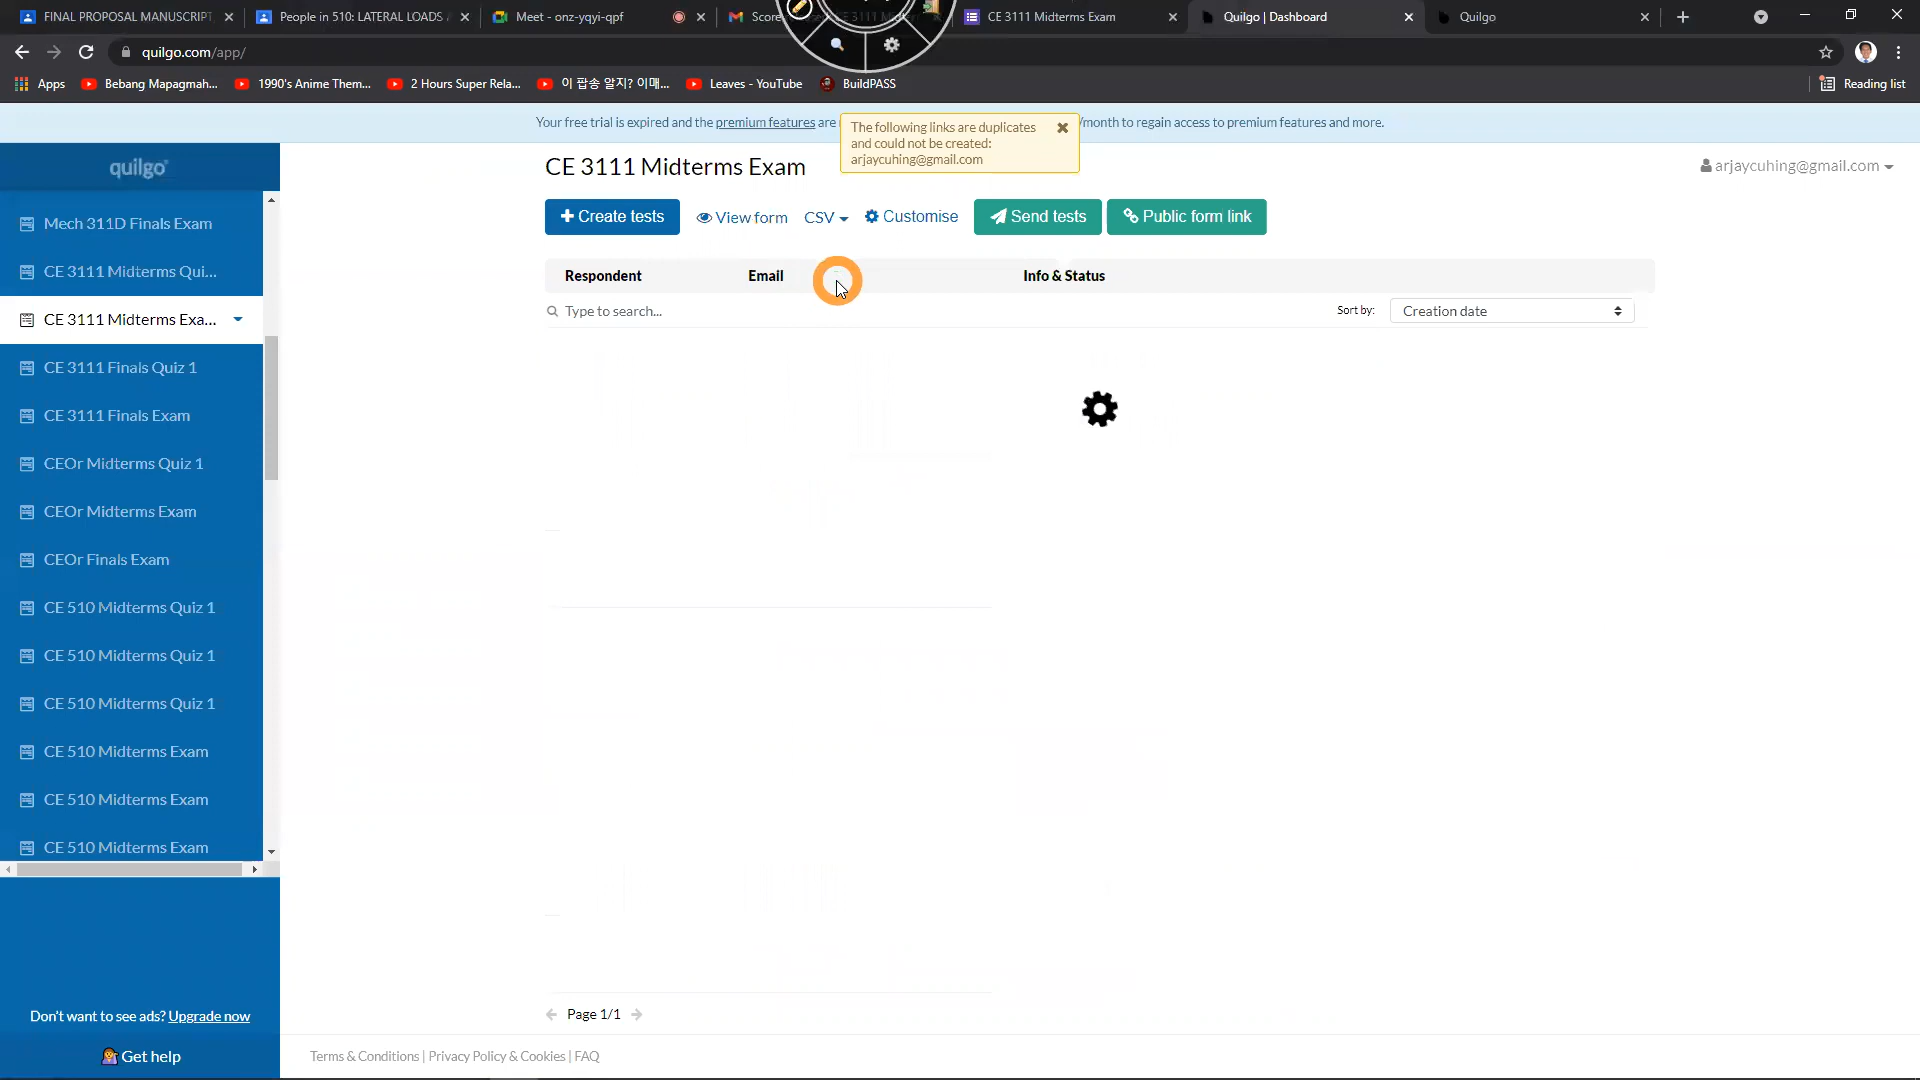 FINAL PROPOSAL MANUSCRIPT
People in 510: LATERAL LOADS
Meet - onz-yqyi-qpf
Score
CE 3111 Midterms Exam
Quilgo | Dashboard
Quilgo
quilgo.com/app/
Apps
Bebang Mapagmah...
1990's Anime Them...
2 Hours Super Rela...
이 팝송 알지? 이매...
Leaves - YouTube
BuildPASS
Reading list
Your free trial is expired and the premium features are
/month to regain access to premium features and more.
The following links are duplicates
and could not be created:
arjaycuhing@gmail.com
quilgo
CE 3111 Midterms Exam
arjaycuhing@gmail.com
Create tests
View form
CSV
Customise
Send tests
Public form link
Respondent
Email
Info & Status
Type to search...
Sort by:
Creation date
Mech 311D Finals Exam
CE 3111 Midterms Qui...
CE 3111 Midterms Exa...
CE 3111 Finals Quiz 1
CE 3111 Finals Exam
CEOr Midterms Quiz 1
CEOr Midterms Exam
CEOr Finals Exam
CE 510 Midterms Quiz 1
CE 510 Midterms Quiz 1
CE 510 Midterms Quiz 1
CE 510 Midterms Exam
CE 510 Midterms Exam
CE 510 Midterms Exam
Page 1/1
Don't want to see ads? Upgrade now
Get help
Terms & Conditions | Privacy Policy & Cookies | FAQ